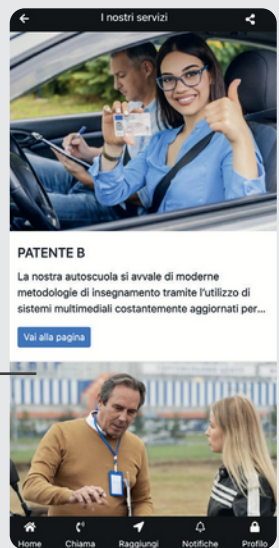 I nostri servizi
PATENTE B
La nostra autoscuola si avvale di moderne
metodologie di insegnamento tramite l'utilizzo di
sistemi multimediali costantemente aggiornati per...
Vai alla pagina
Home Chiama Raggiungi Notifiche Profilo